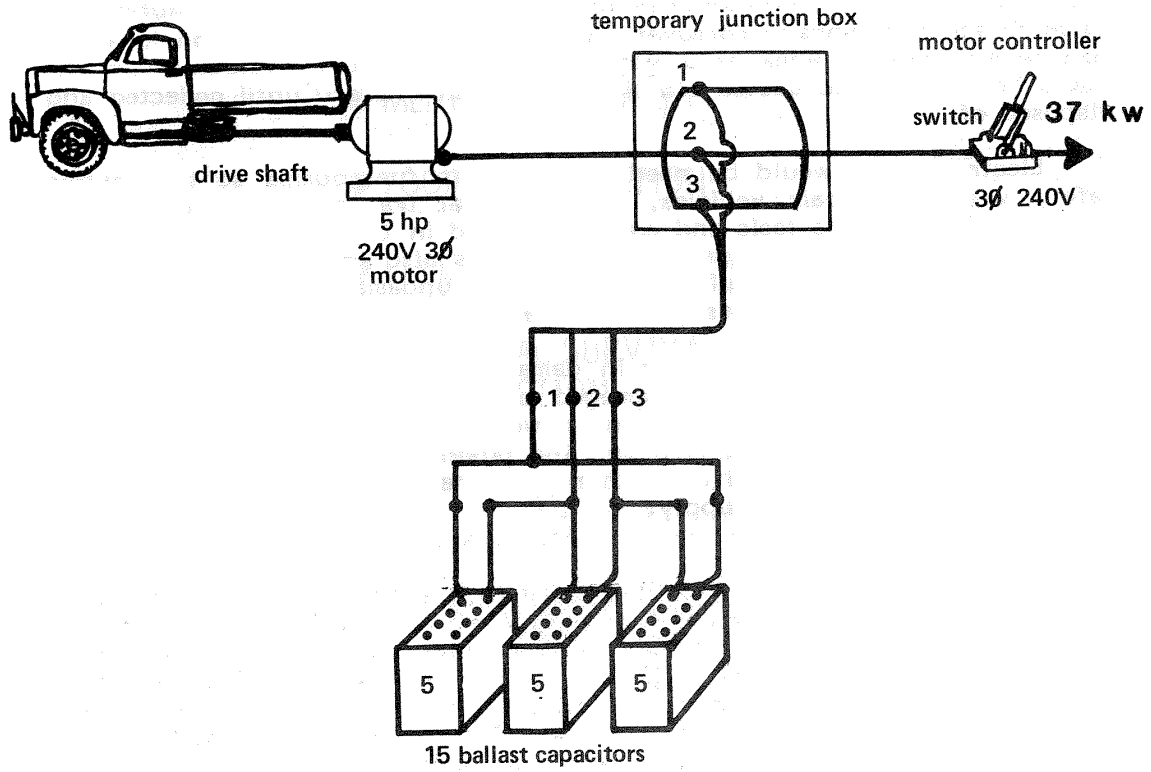 temporary junction box
motor controller
1
switch 37 kw
2
drive shaft
3
3Ø 240V
5 hp
240V 3Ø
motor
1 2 3
5 5 5
15 ballast capacitors